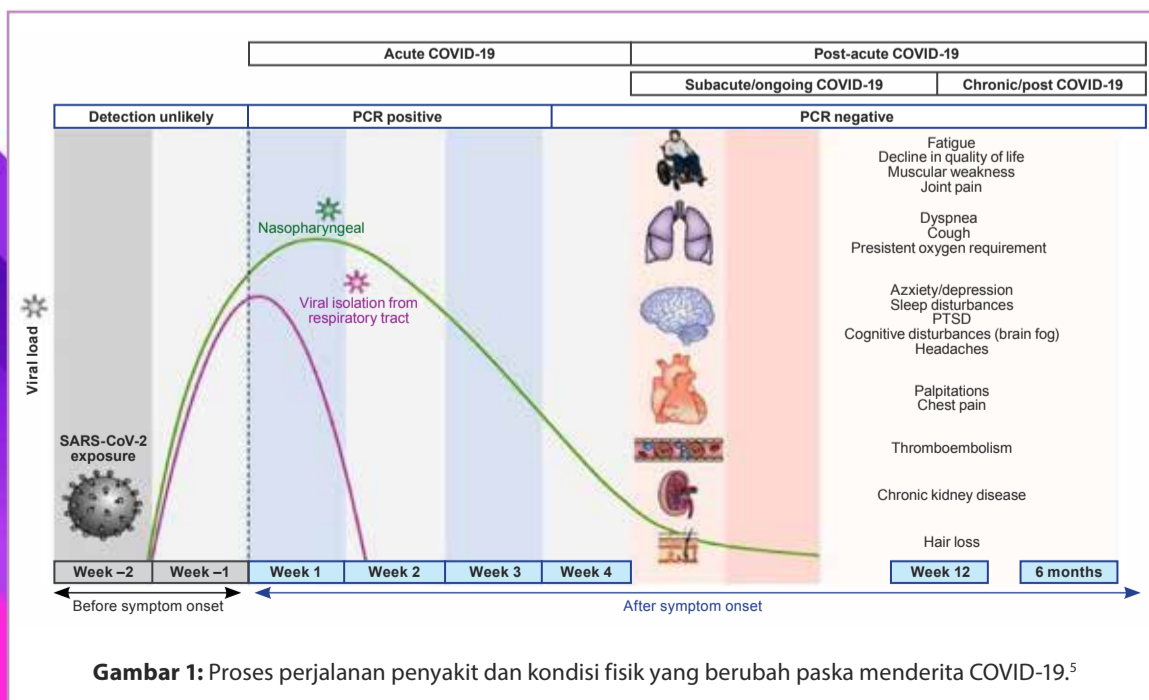 Acute COVID-19
Post-acute COVID-19
Subacute/ongoing COVID-19
Chronic/post COVID-19
Detection unlikely
PCR positive
PCR negative
Fatigue
Decline in quality of life
Muscular weakness
Joint pain
Nasopharyngeal
Dyspnea
Cough
Presistent oxygen requirement
Viral isolation from
respiratory tract
Azxiety/depression
Sleep disturbances
PTSD
Cognitive disturbances (brain fog)
Headaches
Viral load
Palpitations
Chest pain
SARS-CoV-2
exposure
Thromboembolism
Chronic kidney disease
Hair loss
Week –2
Week –1
Week 1
Week 2
Week 3
Week 4
Week 12
6 months
Before symptom onset
After symptom onset
Gambar 1: Proses perjalanan penyakit dan kondisi fisik yang berubah paska menderita COVID-19.⁵